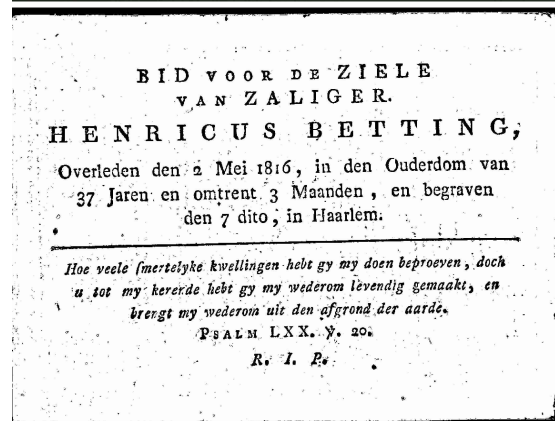 BID VOOR DE ZIELE
VAN ZALIGER.
HENRICUS BETTING,
Overleden den 2 Mei 1816, in den Ouderdom van
37 Jaren en omtrent 3 Maanden, en begraven
den 7 dito, in Haarlem.
Hoe veele ſmertelyke kwellingen hebt gy my doen beproeven, doch
u tot my kererde hebt gy my wederom levendig gemaakt, en
brengt my wederom uit den afgrond der aarde.
PSALM LXX. ℣. 20.
R. I. P.